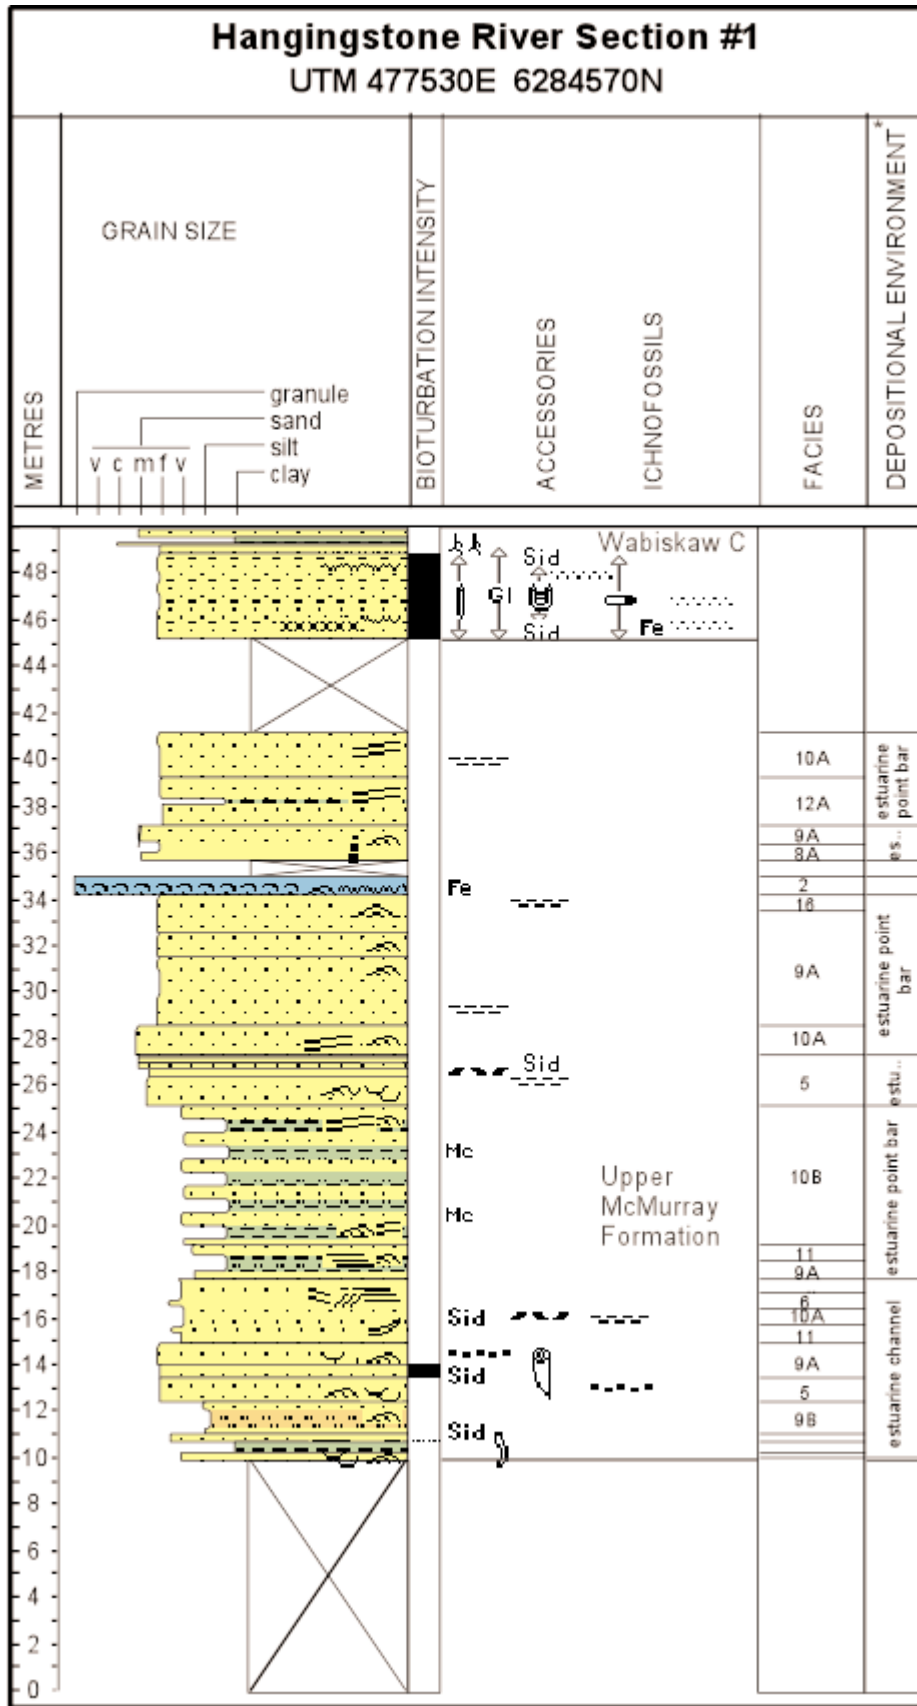 Hangingstone River Section #1
UTM 477530E 6284570N
METRES
GRAIN SIZE
granule
sand
silt
clay
v c m f v
BIOTURBATION INTENSITY
ACCESSORIES
ICHNOFOSSILS
FACIES
DEPOSITIONAL ENVIRONMENT *
Wabiskaw C
Sid
Gl
Sid
Fe
48
46
44
42
40
38
36
34
32
30
28
26
24
22
20
18
16
14
12
10
8
6
4
2
0
Fe
Sid
Mc
Mc
Upper
McMurray
Formation
Sid
Sid
Sid
10A
12A
9A
8A
2
16
9A
10A
5
10B
11
9A
6
10A
11
9A
5
9B
estuarine
point bar
es..
estuarine point
bar
estu..
estuarine point bar
estuarine channel